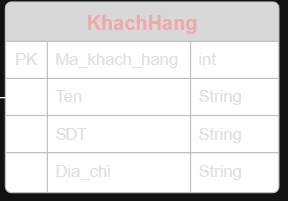 KhachHang
PK Ma_khach_hang int
Ten String
SDT String
Dia_chi String